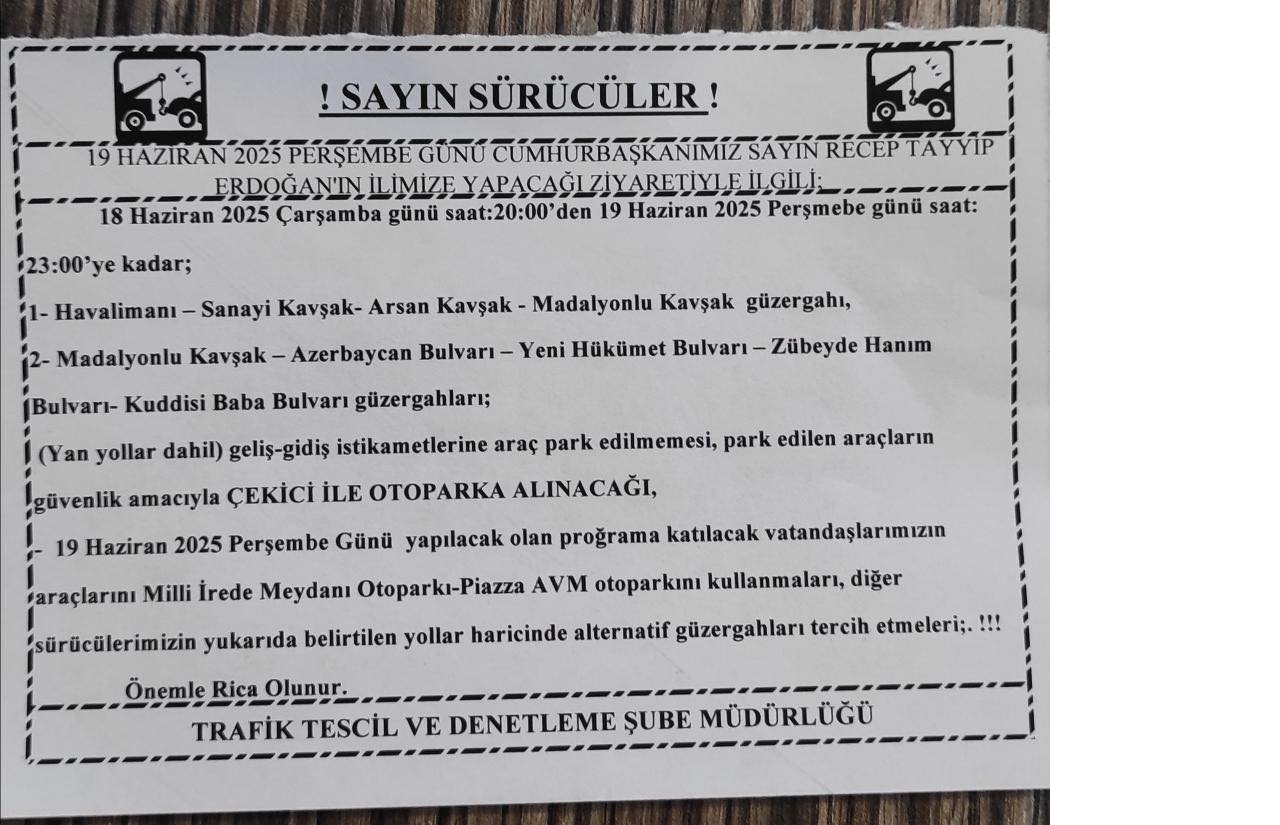 ! SAYIN SÜRÜCÜLER !
19 HAZIRAN 2025 PERŞEMBE GÜNÜ CUMHURBAŞKANIMIZ SAYIN RECEP TAYYİP
ERDOĞAN'IN İLİMİZE YAPACAĞI ZİYARETİYLE İLGİLİ;
18 Haziran 2025 Çarşamba günü saat:20:00’den 19 Haziran 2025 Perşmebe günü saat:
23:00’ye kadar;
1- Havalimanı – Sanayi Kavşak- Arsan Kavşak - Madalyonlu Kavşak güzergahı,
2- Madalyonlu Kavşak – Azerbaycan Bulvarı – Yeni Hükümet Bulvarı – Zübeyde Hanım
Bulvarı- Kuddisi Baba Bulvarı güzergahları;
(Yan yollar dahil) geliş-gidiş istikametlerine araç park edilmemesi, park edilen araçların
güvenlik amacıyla ÇEKİCİ İLE OTOPARKA ALINACAĞI,
- 19 Haziran 2025 Perşembe Günü yapılacak olan proğrama katılacak vatandaşlarımızın
araçlarını Milli İrede Meydanı Otoparkı-Piazza AVM otoparkını kullanmaları, diğer
sürücülerimizin yukarıda belirtilen yollar haricinde alternatif güzergahları tercih etmeleri;. !!!
Önemle Rica Olunur.
TRAFİK TESCİL VE DENETLEME ŞUBE MÜDÜRLÜĞÜ